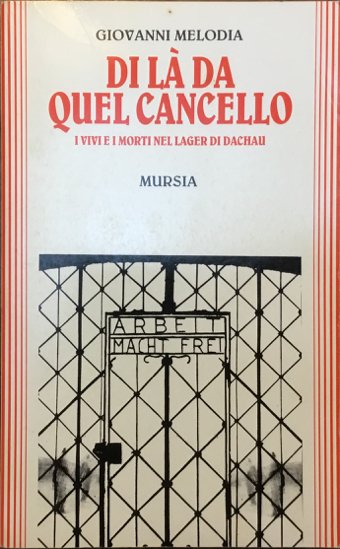 GIOVANNI MELODIA
DI LÀ DA
QUEL CANCELLO
I VIVI E I MORTI NEL LAGER DI DACHAU
MURSIA
ARBEIT
MACHT FREI